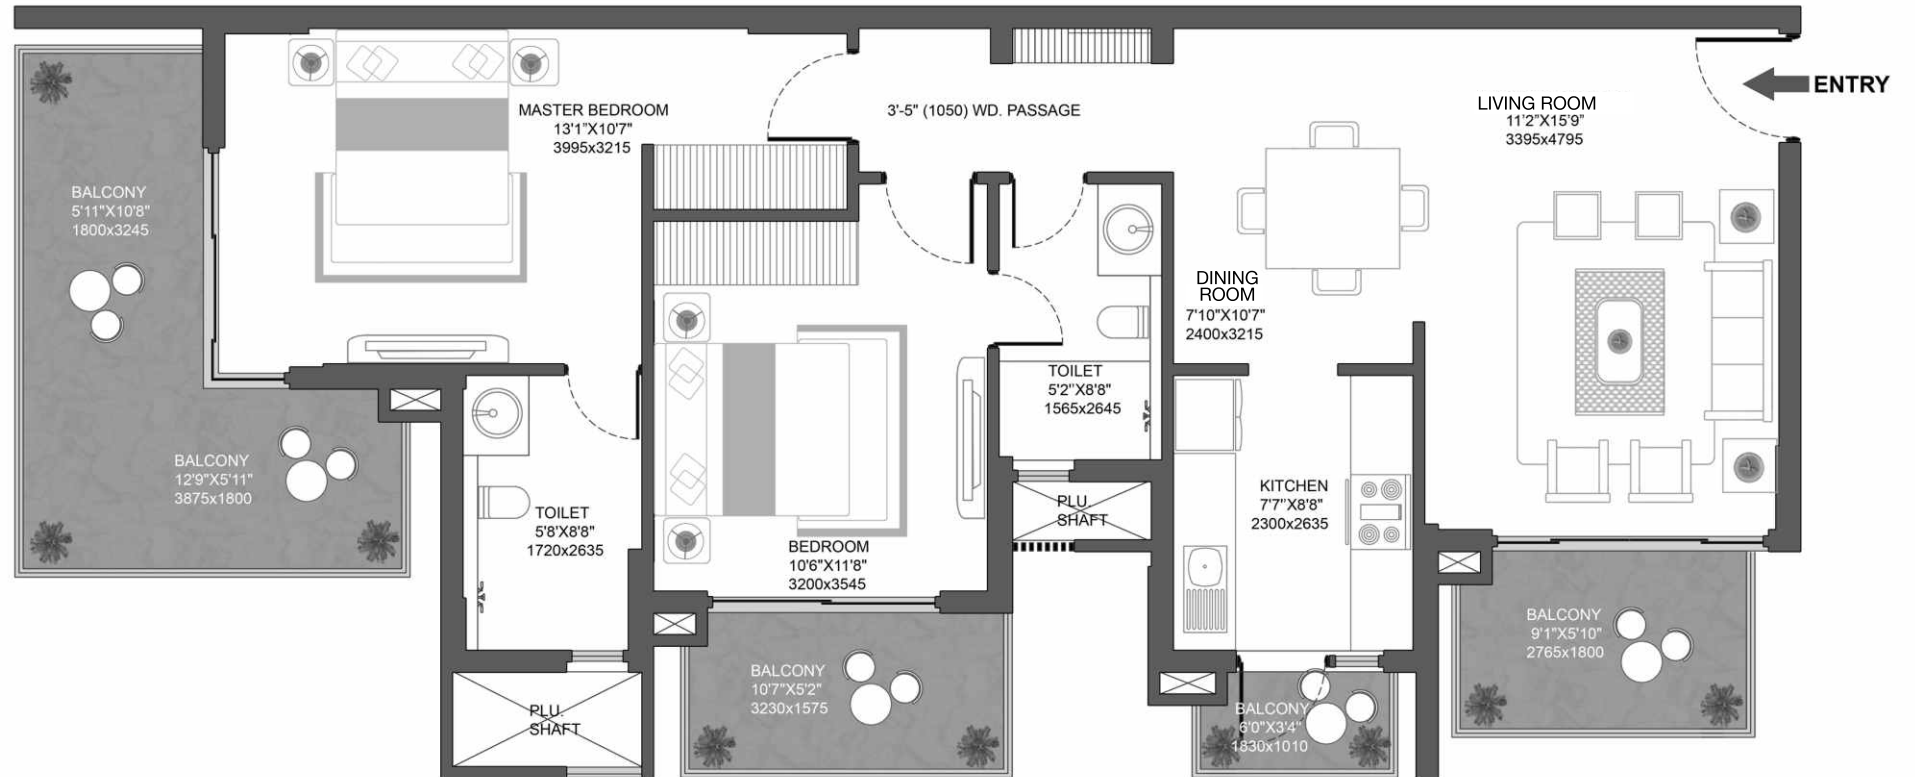 ENTRY
LIVING ROOM
11'2"X15'9"
3395x4795
MASTER BEDROOM
13'1"X10'7"
3995x3215
3'-5" (1050) WD. PASSAGE
BALCONY
5'11"X10'8"
1800x3245
DINING
ROOM
7'10"X10'7"
2400x3215
TOILET
5'2"X8'8"
1565x2645
BALCONY
12'9"X5'11"
3875x1800
KITCHEN
7'7"X8'8"
2300x2635
PLU
SHAFT
TOILET
5'8'X8'8"
1720x2635
BEDROOM
10'6"X11'8"
3200x3545
BALCONY
9'1"X5'10"
2765x1800
BALCONY
10'7"X5'2"
3230x1575
PLU.
SHAFT
BALCONY
6'0"X3'4"
1830x1010